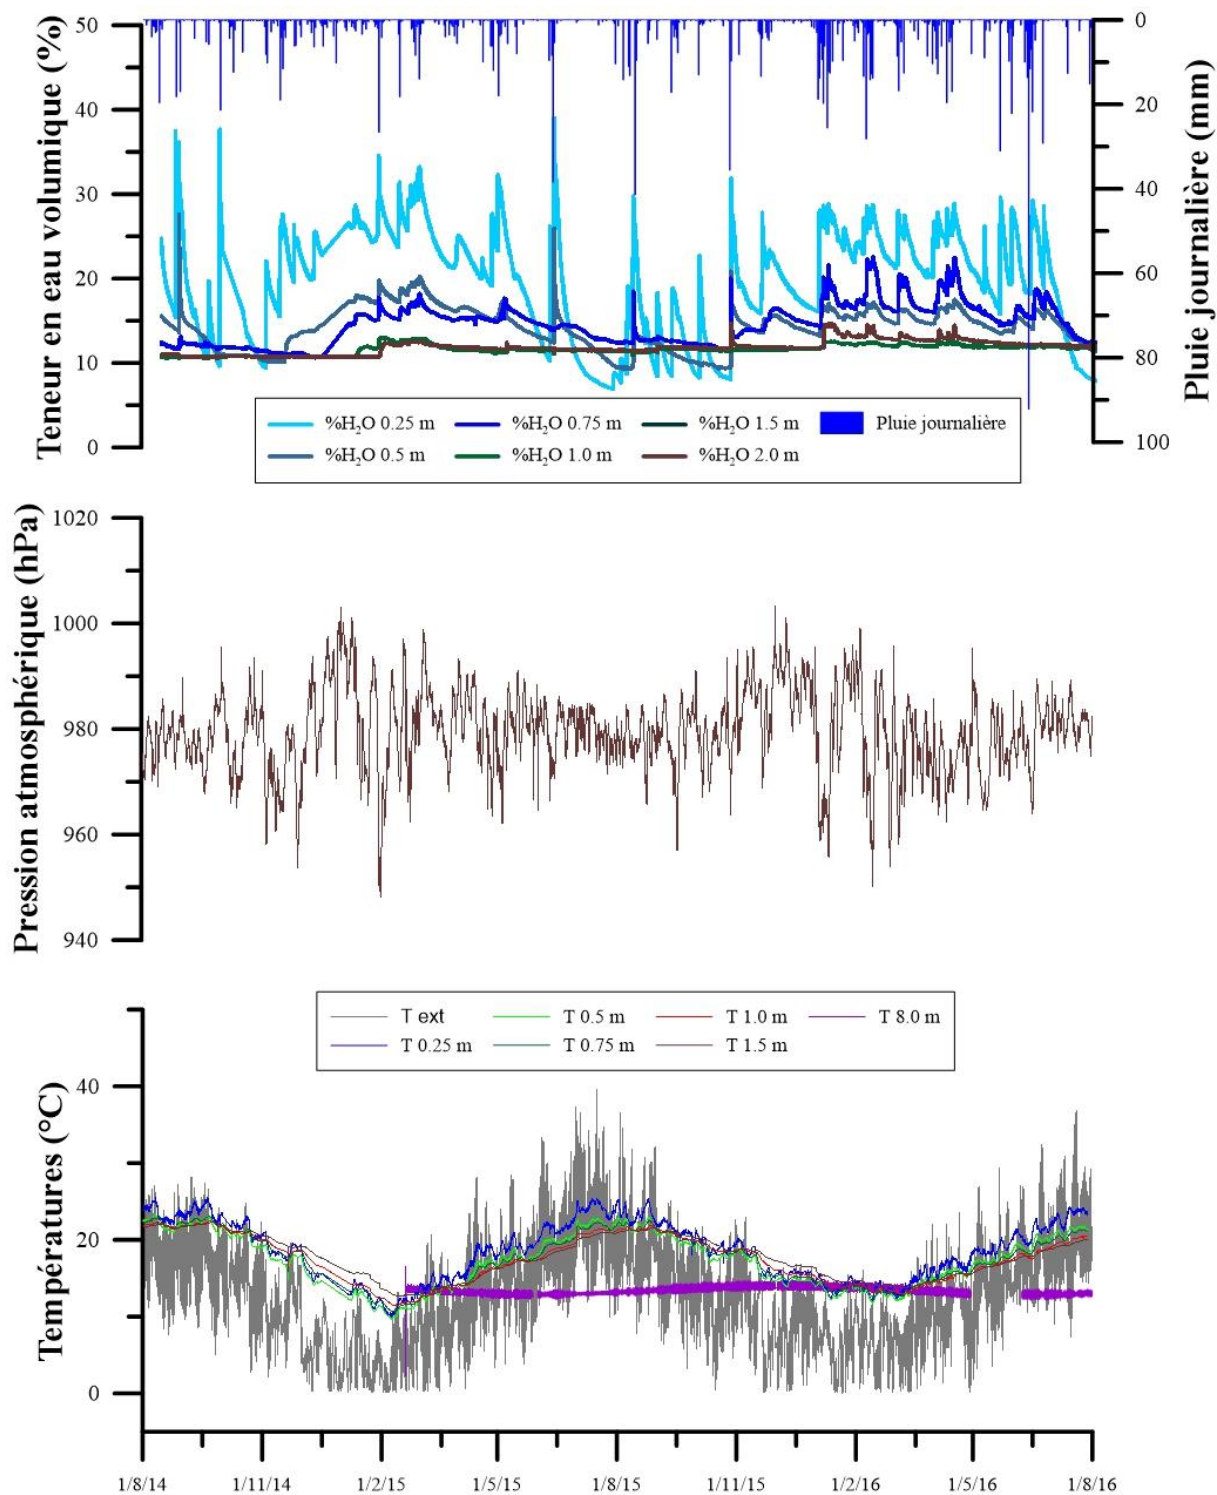 Teneur en eau volumique (%)
50
40
30
20
10
0
0
20
40
60
80
100
Pluie journalière (mm)
%H₂O 0.25 m
%H₂O 0.75 m
%H₂O 1.5 m
Pluie journalière
%H₂O 0.5 m
%H₂O 1.0 m
%H₂O 2.0 m
Pression atmosphérique (hPa)
1020
1000
980
960
940
Températures (°C)
T ext
T 0.5 m
T 1.0 m
T 8.0 m
T 0.25 m
T 0.75 m
T 1.5 m
40
20
0
1/8/14
1/11/14
1/2/15
1/5/15
1/8/15
1/11/15
1/2/16
1/5/16
1/8/16